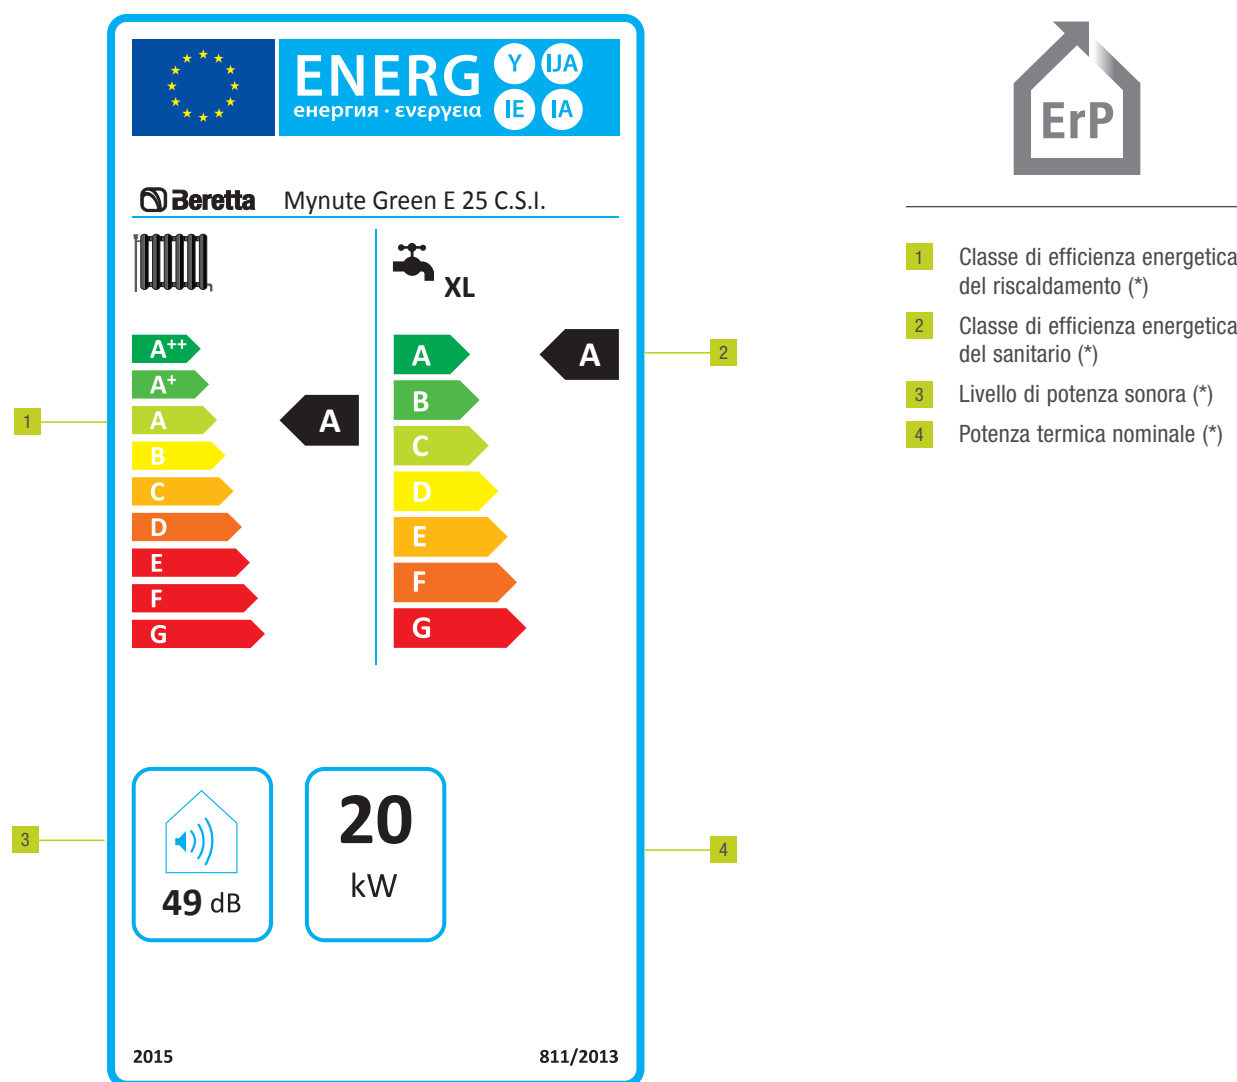 ENERG Y IJA
енергия · ενεργεια IE IA
Beretta Mynute Green E 25 C.S.I.
XL
A++
A+
A
B
C
D
E
F
G
A
A
B
C
D
E
F
G
A
1
2
3
4
49 dB
20
kW
2015 811/2013
ErP
1 Classe di efficienza energetica
del riscaldamento (*)
2 Classe di efficienza energetica
del sanitario (*)
3 Livello di potenza sonora (*)
4 Potenza termica nominale (*)